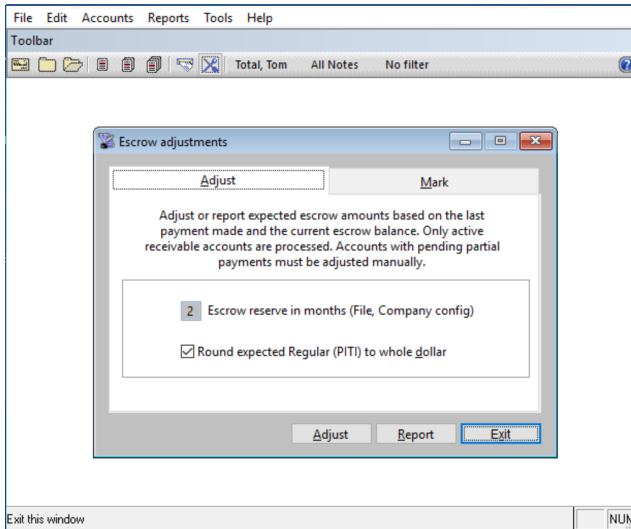 File Edit Accounts Reports Tools Help
Toolbar
Total, Tom All Notes No filter
Escrow adjustments
Adjust Mark
Adjust or report expected escrow amounts based on the last
payment made and the current escrow balance. Only active
receivable accounts are processed. Accounts with pending partial
payments must be adjusted manually.
2 Escrow reserve in months (File, Company config)
Round expected Regular (PITI) to whole dollar
Adjust Report Exit
Exit this window NUM